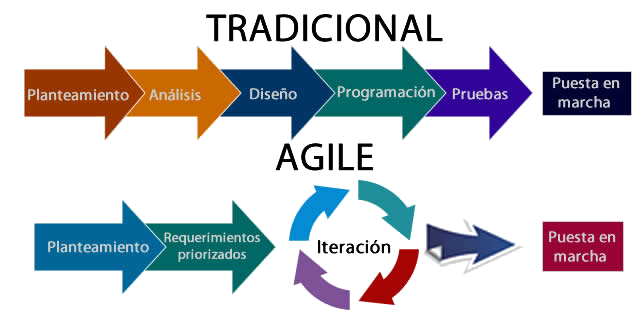 TRADICIONAL
Planteamiento
Análisis
Diseño
Programación
Pruebas
Puesta en
marcha
AGILE
Planteamiento
Requerimientos
priorizados
Iteración
Puesta en
marcha